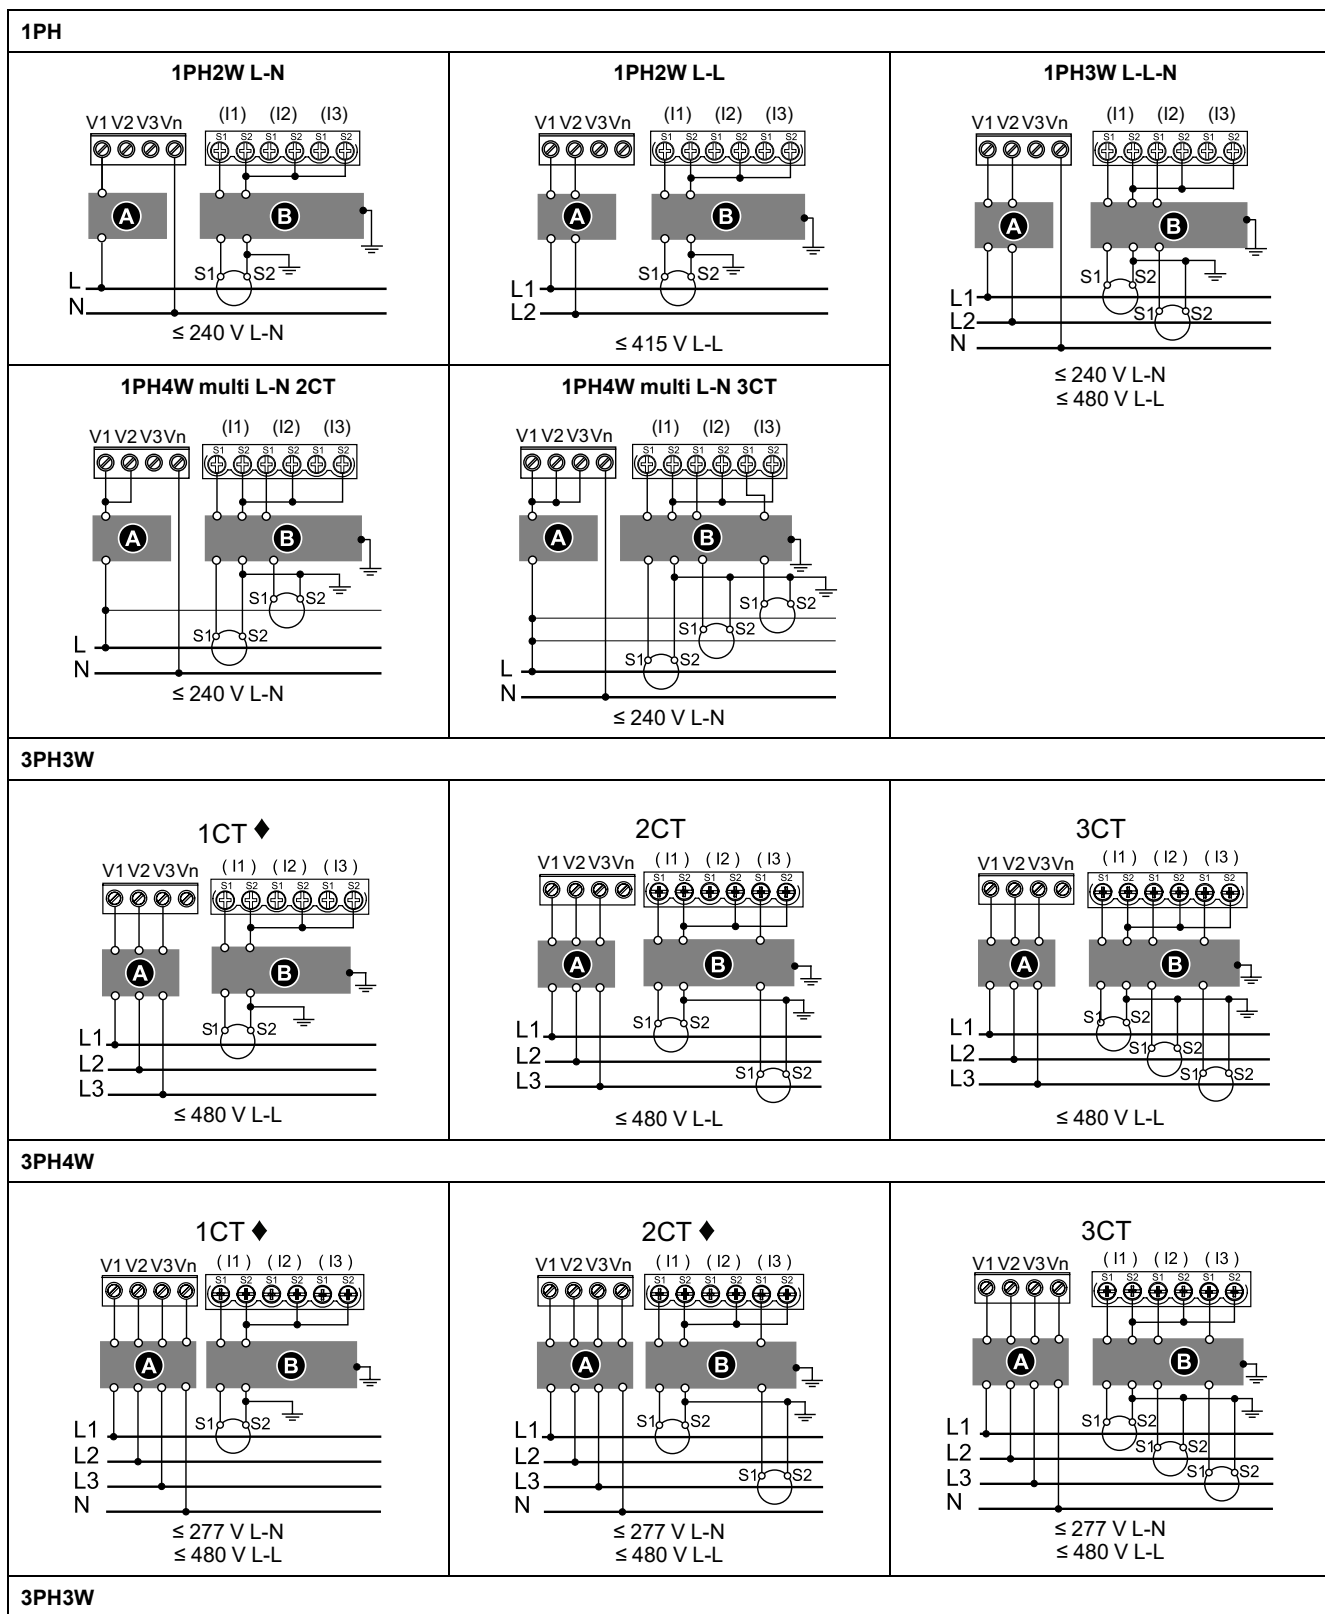 1PH
1PH2W L-N
V1 V2 V3 Vn (I1) (I2) (I3)
S1 S2 S1 S2 S1 S2
A B
S1 S2
L
N
≤ 240 V L-N
1PH2W L-L
V1 V2 V3 Vn (I1) (I2) (I3)
S1 S2 S1 S2 S1 S2
A B
S1 S2
L1
L2
≤ 415 V L-L
1PH3W L-L-N
V1 V2 V3 Vn (I1) (I2) (I3)
S1 S2 S1 S2 S1 S2
A B
S1 S2
L1
S1 S2
L2
N
≤ 240 V L-N
≤ 480 V L-L
1PH4W multi L-N 2CT
V1 V2 V3 Vn (I1) (I2) (I3)
S1 S2 S1 S2 S1 S2
A B
S1 S2
S1 S2
L
N
≤ 240 V L-N
1PH4W multi L-N 3CT
V1 V2 V3 Vn (I1) (I2) (I3)
S1 S2 S1 S2 S1 S2
A B
S1 S2
S1 S2
S1 S2
L
N
≤ 240 V L-N
3PH3W
1CT ♦
V1 V2 V3 Vn ( I1 ) ( I2 ) ( I3 )
S1 S2 S1 S2 S1 S2
A B
S1 S2
L1
L2
L3
≤ 480 V L-L
2CT
V1 V2 V3 Vn ( I1 ) ( I2 ) ( I3 )
S1 S2 S1 S2 S1 S2
A B
S1 S2
L1
L2
S1 S2
L3
≤ 480 V L-L
3CT
V1 V2 V3 Vn ( I1 ) ( I2 ) ( I3 )
S1 S2 S1 S2 S1 S2
A B
S1 S2
L1
S1 S2
L2
S1 S2
L3
≤ 480 V L-L
3PH4W
1CT ♦
V1 V2 V3 Vn ( I1 ) ( I2 ) ( I3 )
S1 S2 S1 S2 S1 S2
A B
S1 S2
L1
L2
L3
N
≤ 277 V L-N
≤ 480 V L-L
2CT ♦
V1 V2 V3 Vn ( I1 ) ( I2 ) ( I3 )
S1 S2 S1 S2 S1 S2
A B
S1 S2
L1
L2
S1 S2
L3
N
≤ 277 V L-N
≤ 480 V L-L
3CT
V1 V2 V3 Vn ( I1 ) ( I2 ) ( I3 )
S1 S2 S1 S2 S1 S2
A B
S1 S2
L1
S1 S2
L2
S1 S2
L3
N
≤ 277 V L-N
≤ 480 V L-L
3PH3W